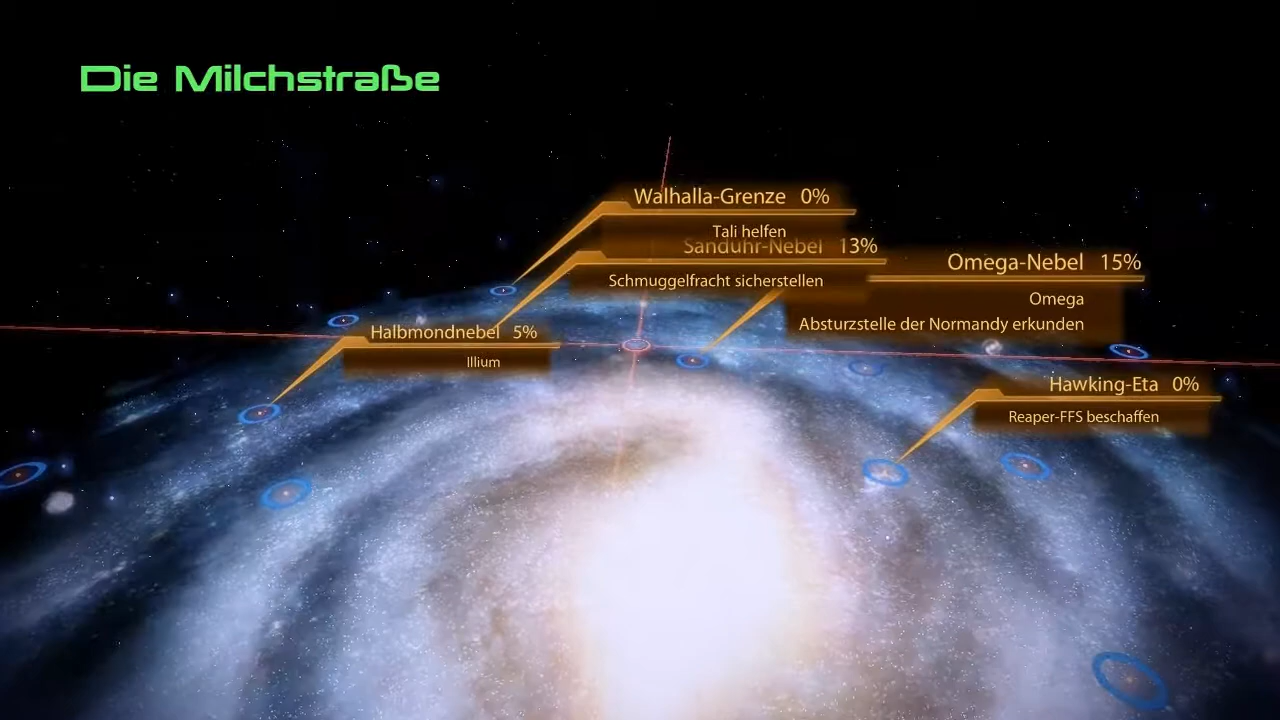 Die Milchstraße
Walhalla-Grenze 0%
Tali helfen
Sanduhr-Nebel 13%
Schmuggelfracht sicherstellen
Omega-Nebel 15%
Omega
Absturzstelle der Normandy erkunden
Halbmondnebel 5%
Illium
Hawking-Eta 0%
Reaper-FFS beschaffen